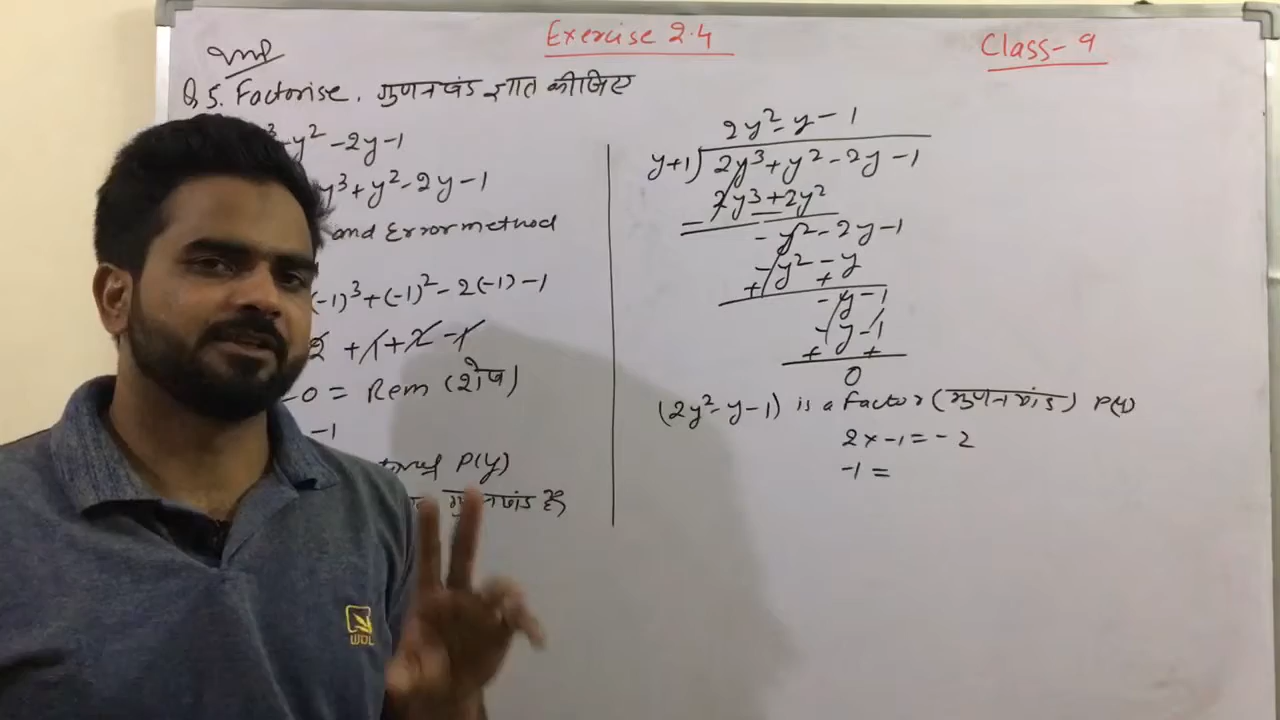 Exercise 2.4
Class-9
Imp
Q 5. Factorise. गुणनखंड ज्ञात कीजिए
y² - 2y - 1
y³ + y² - 2y - 1
and Error method
(-1)³ + (-1)² - 2(-1) - 1
2 + 1 + 2 - 1
0 = Rem (शेष)
-1
P(y)
गुणनखंड है
2y² - y - 1
y+1) 2y³ + y² - 2y - 1
2y³ + 2y²
- y² - 2y - 1
- y² - y
+ +
- y - 1
- y - 1
+ +
0
(2y² - y - 1) is a Factor (गुणनखंड) P(y)
2 × -1 = -2
-1 =
WDL